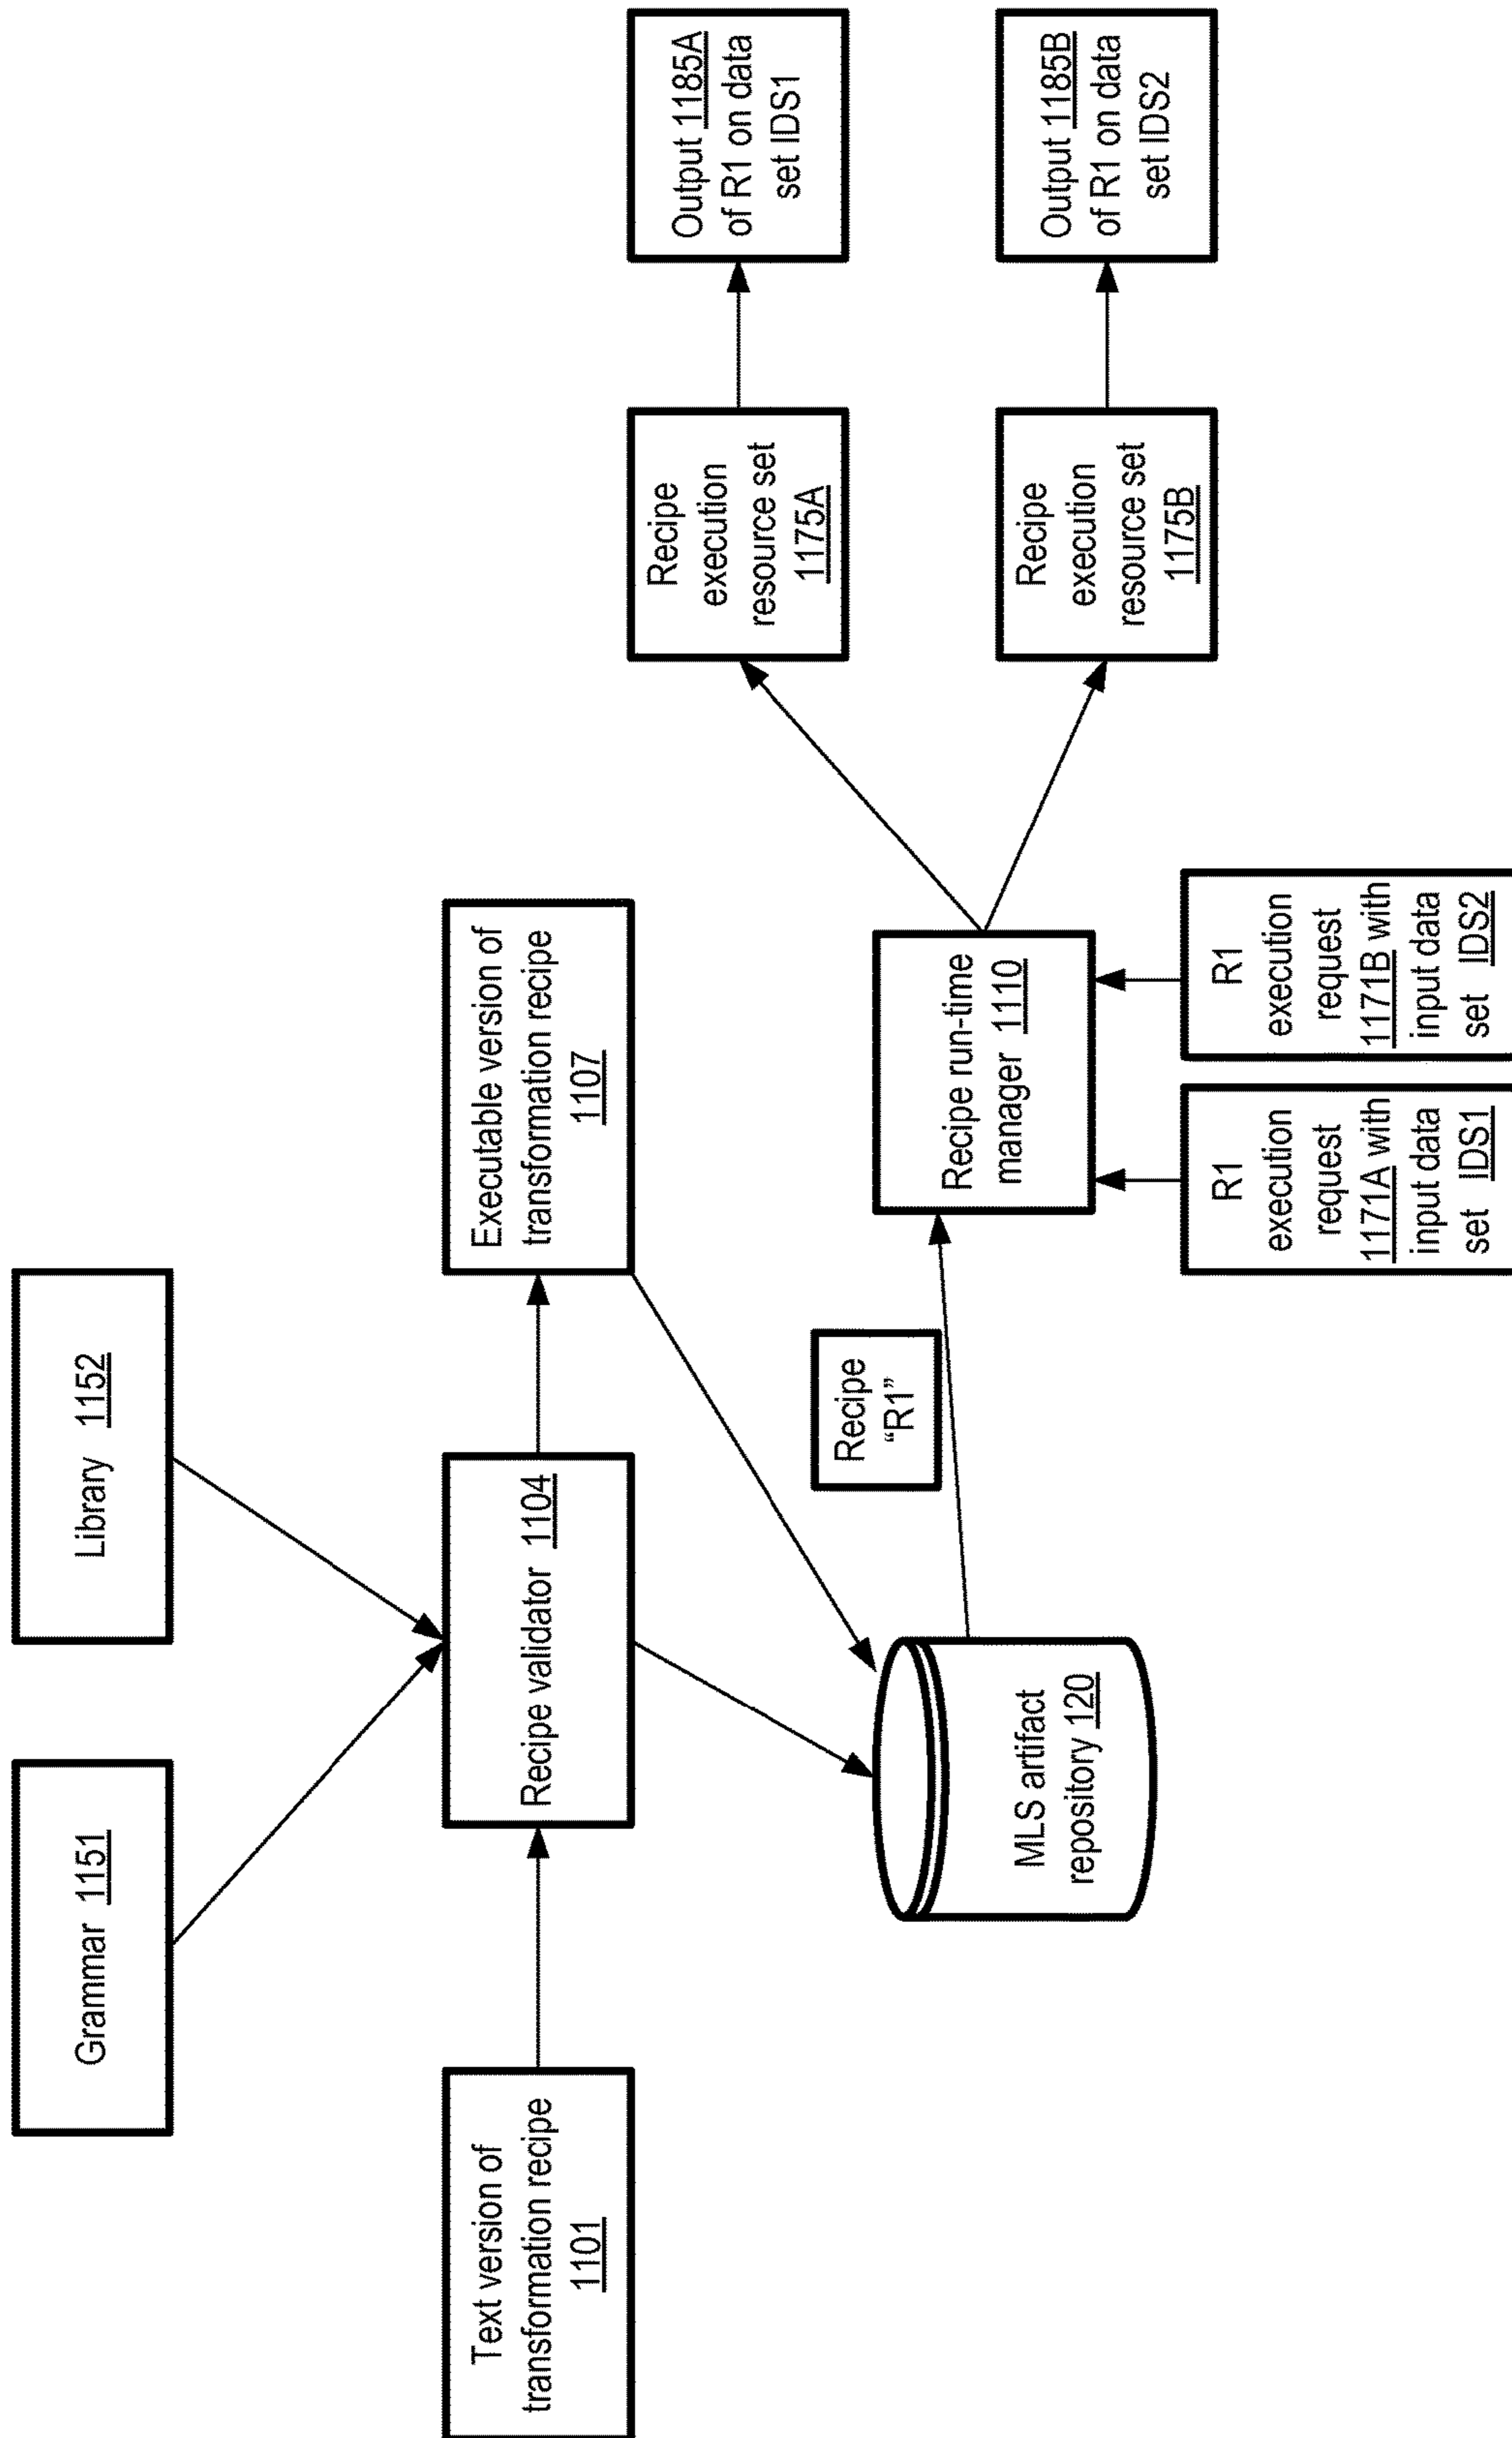 Grammar 1151
Library 1152
Text version of
transformation recipe
1101
Recipe validator 1104
Executable version of
transformation recipe
1107
MLS artifact
repository 120
Recipe
“R1”
Recipe run-time
manager 1110
R1
execution
request
1171A with
input data
set IDS1
R1
execution
request
1171B with
input data
set IDS2
Recipe
execution
resource set
1175A
Output 1185A
of R1 on data
set IDS1
Recipe
execution
resource set
1175B
Output 1185B
of R1 on data
set IDS2